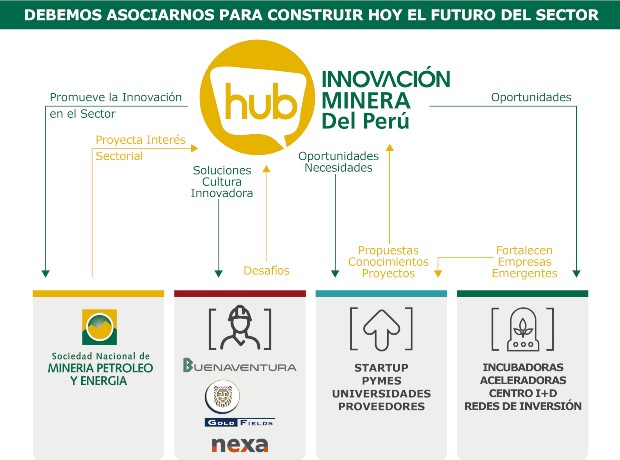 DEBEMOS ASOCIARNOS PARA CONSTRUIR HOY EL FUTURO DEL SECTOR
hub
INNOVACIÓN
MINERA
Del Perú
Promueve la Innovación
en el Sector
Oportunidades
Proyecta Interés
Sectorial
Soluciones
Cultura
Innovadora
Oportunidades
Necesidades
Desafíos
Propuestas
Conocimientos
Proyectos
Fortalecen
Empresas
Emergentes
Sociedad Nacional de
MINERIA PETROLEO
Y ENERGIA
BUENAVENTURA
GOLD FIELDS
nexa
STARTUP
PYMES
UNIVERSIDADES
PROVEEDORES
INCUBADORAS
ACELERADORAS
CENTRO I+D
REDES DE INVERSIÓN